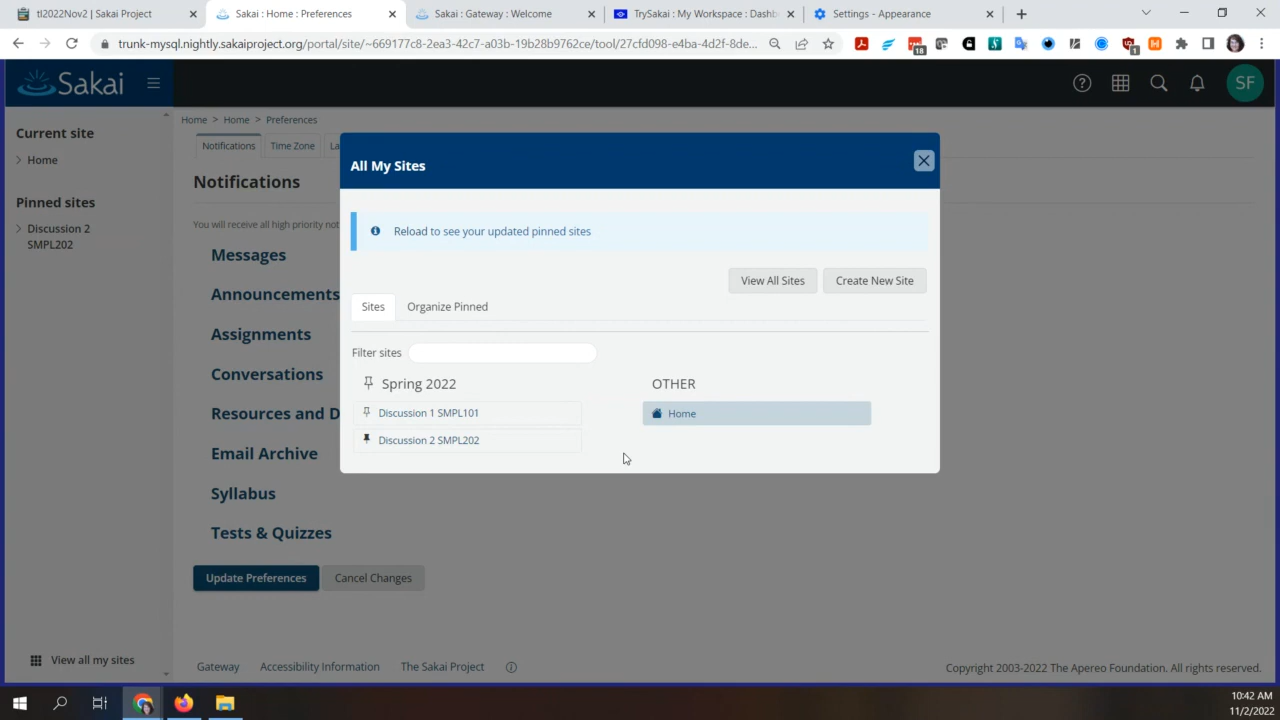 tl2022Nov2 | Sakai Project
Sakai : Home : Preferences
Sakai : Gateway : Welcome
TrySakai : My Workspace : Dashb
Settings - Appearance
trunk-mysql.nightly.sakaiproject.org/portal/site/~669177c8-2ea3-42c7-a03b-19b28b9762ce/tool/27cfd098-e4ba-4d2f-8de...
18
1
Sakai
SF
Current site
Home
Pinned sites
Discussion 2
SMPL202
View all my sites
Home > Home > Preferences
Notifications
Time Zone
La
Notifications
You will receive all high priority not
Messages
Announcements
Assignments
Conversations
Resources and D
Email Archive
Syllabus
Tests & Quizzes
Update Preferences
Cancel Changes
All My Sites
Reload to see your updated pinned sites
View All Sites
Create New Site
Sites
Organize Pinned
Filter sites
Spring 2022
Discussion 1 SMPL101
Discussion 2 SMPL202
OTHER
Home
Gateway
Accessibility Information
The Sakai Project
Copyright 2003-2022 The Apereo Foundation. All rights reserved.
10:42 AM
11/2/2022